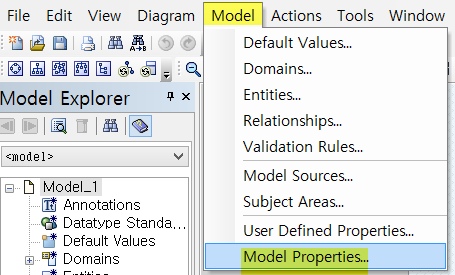 File Edit View Diagram Model Actions Tools Window
Default Values...
Domains...
Entities...
Relationships...
Validation Rules...
Model Sources...
Subject Areas...
User Defined Properties...
Model Properties...
Model Explorer
<model>
Model_1
Annotations
Datatype Standa...
Default Values
Domains
Entities